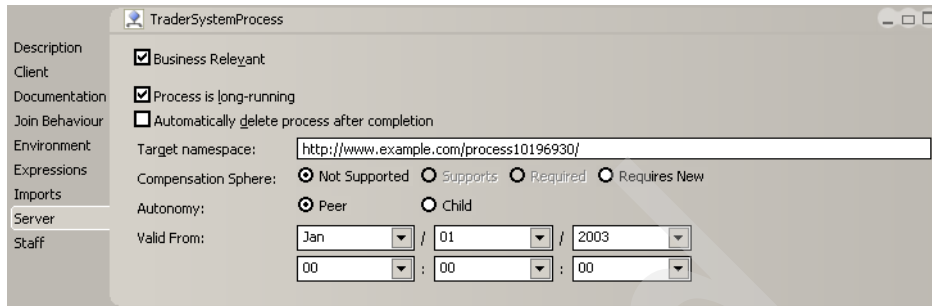 TraderSystemProcess
Description
Client
Documentation
Join Behaviour
Environment
Expressions
Imports
Server
Staff
Business Relevant
Process is long-running
Automatically delete process after completion
Target namespace: http://www.example.com/process10196930/
Compensation Sphere: Not Supported Supports Required Requires New
Autonomy: Peer Child
Valid From: Jan / 01 / 2003
00 : 00 : 00